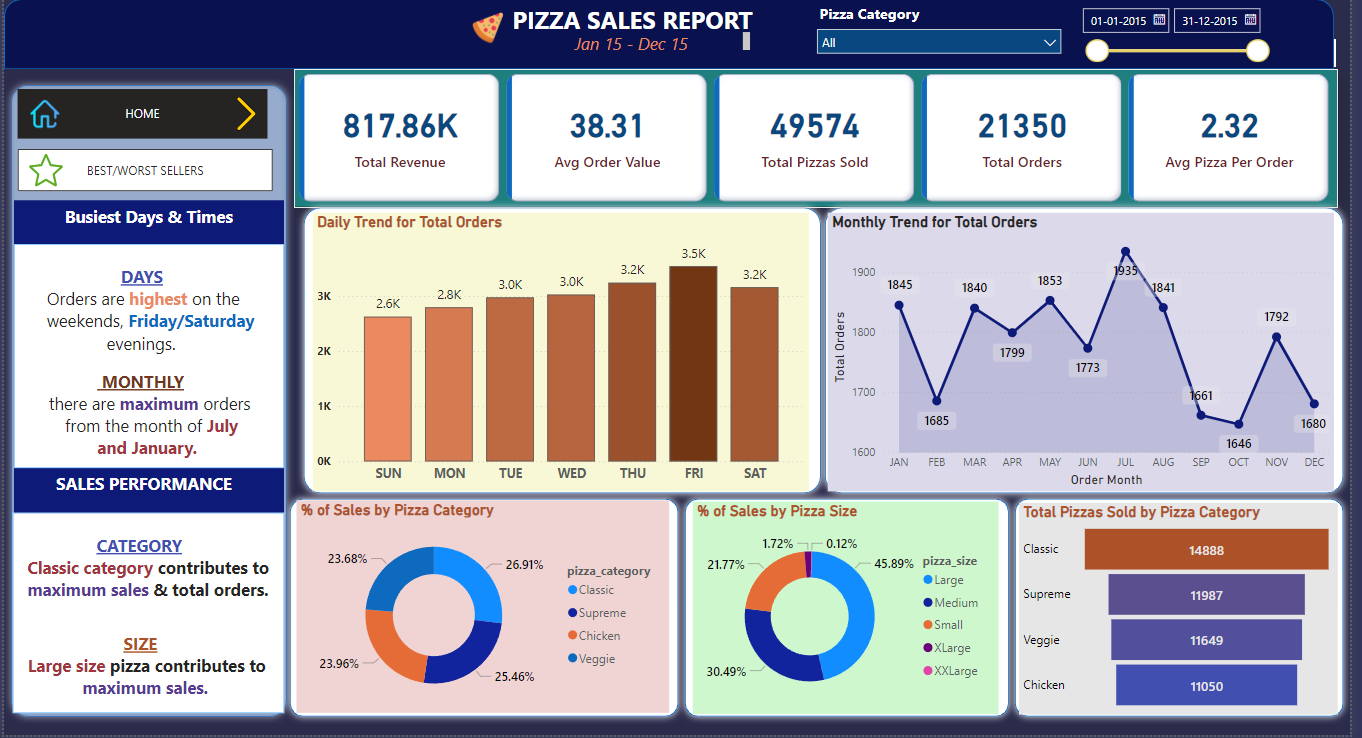 PIZZA SALES REPORT
Jan 15 - Dec 15
Pizza Category
All
01-01-2015
31-12-2015
HOME
BEST/WORST SELLERS
Busiest Days & Times
DAYS
Orders are highest on the
weekends, Friday/Saturday
evenings.
MONTHLY
there are maximum orders
from the month of July
and January.
SALES PERFORMANCE
CATEGORY
Classic category contributes to
maximum sales & total orders.
SIZE
Large size pizza contributes to
maximum sales.
817.86K
Total Revenue
38.31
Avg Order Value
49574
Total Pizzas Sold
21350
Total Orders
2.32
Avg Pizza Per Order
Daily Trend for Total Orders
3K
2K
1K
0K
2.6K
2.8K
3.0K
3.0K
3.2K
3.5K
3.2K
SUN MON TUE WED THU FRI SAT
Monthly Trend for Total Orders
Total Orders
1900
1800
1700
1600
1845
1685
1840
1799
1853
1773
1935
1841
1661
1646
1792
1680
JAN FEB MAR APR MAY JUN JUL AUG SEP OCT NOV DEC
Order Month
% of Sales by Pizza Category
23.68%
26.91%
23.96%
25.46%
pizza_category
Classic
Supreme
Chicken
Veggie
% of Sales by Pizza Size
1.72%
0.12%
21.77%
45.89%
30.49%
pizza_size
Large
Medium
Small
XLarge
XXLarge
Total Pizzas Sold by Pizza Category
Classic 14888
Supreme 11987
Veggie 11649
Chicken 11050